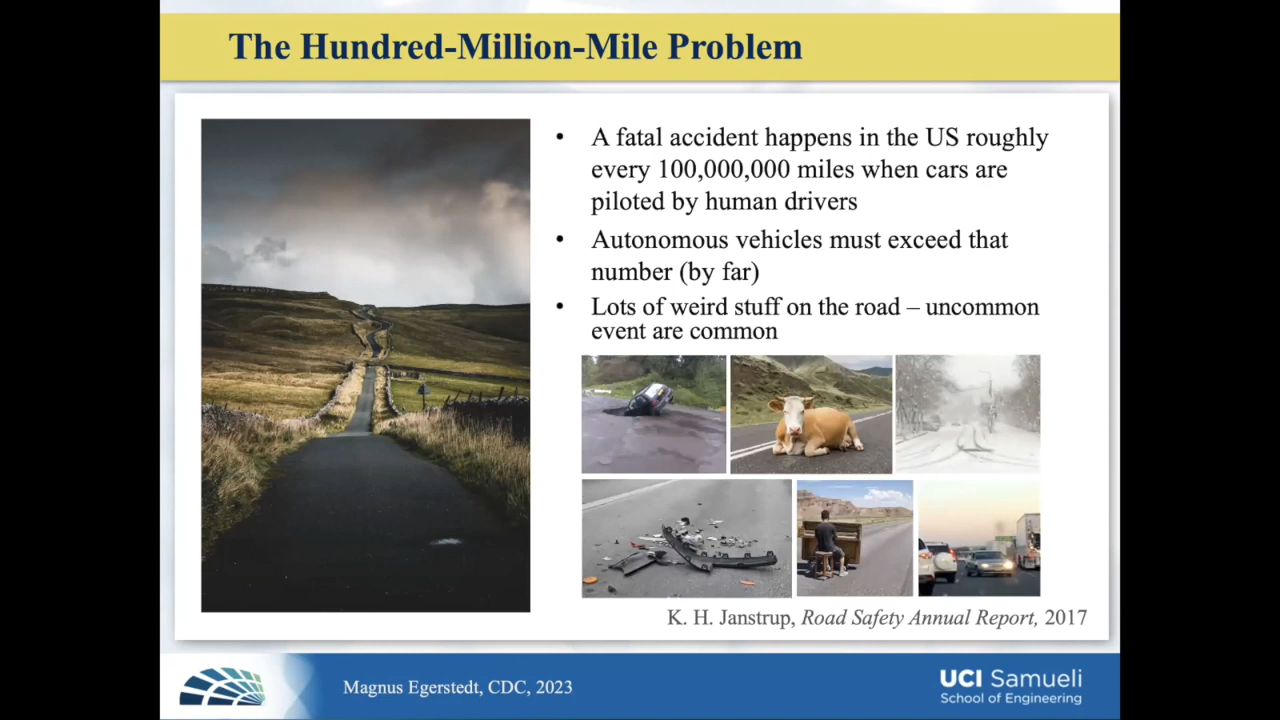 The Hundred-Million-Mile Problem
• A fatal accident happens in the US roughly
every 100,000,000 miles when cars are
piloted by human drivers
• Autonomous vehicles must exceed that
number (by far)
• Lots of weird stuff on the road – uncommon
event are common
K. H. Janstrup, Road Safety Annual Report, 2017
Magnus Egerstedt, CDC, 2023
UCI Samueli
School of Engineering